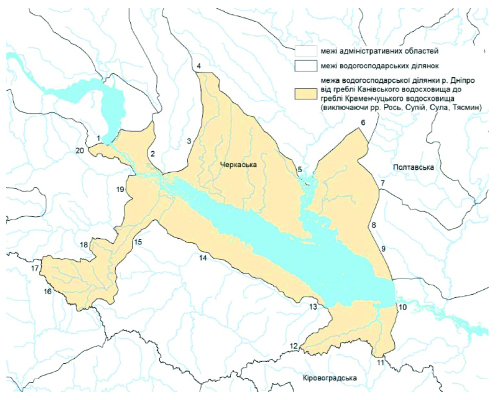 межі адміністративних областей
межі водогосподарських ділянок
межа водогосподарської ділянки р. Дніпро
від греблі Канівського водосховища до
греблі Кременчуцького водосховища
(виключаючи рр. Рось, Супій, Сула, Тясмин)
4
6
1
20
2
3
Черкаська
5
Полтавська
7
19
8
18
15
9
17
14
16
13
10
12
11
Кіровоградська